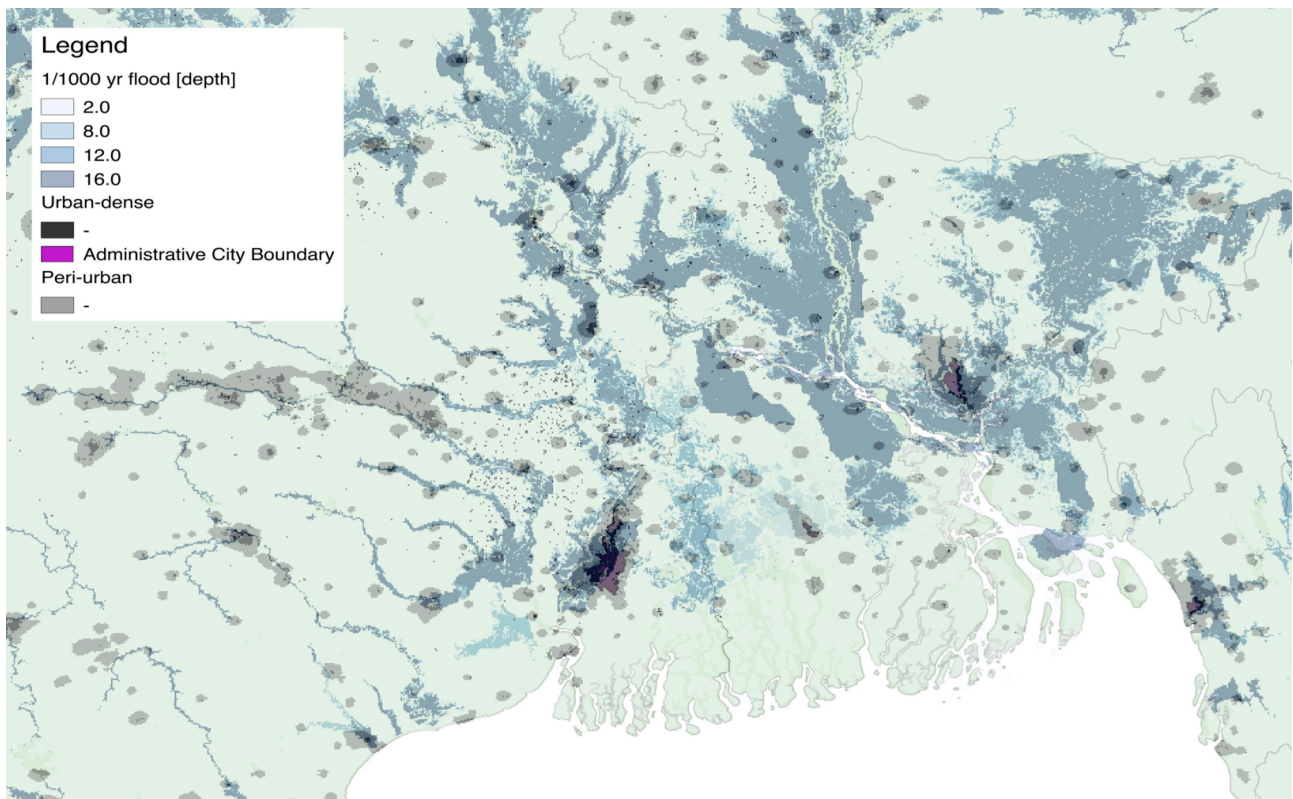 Legend
1/1000 yr flood [depth]
2.0
8.0
12.0
16.0
Urban-dense
-
Administrative City Boundary
Peri-urban
-